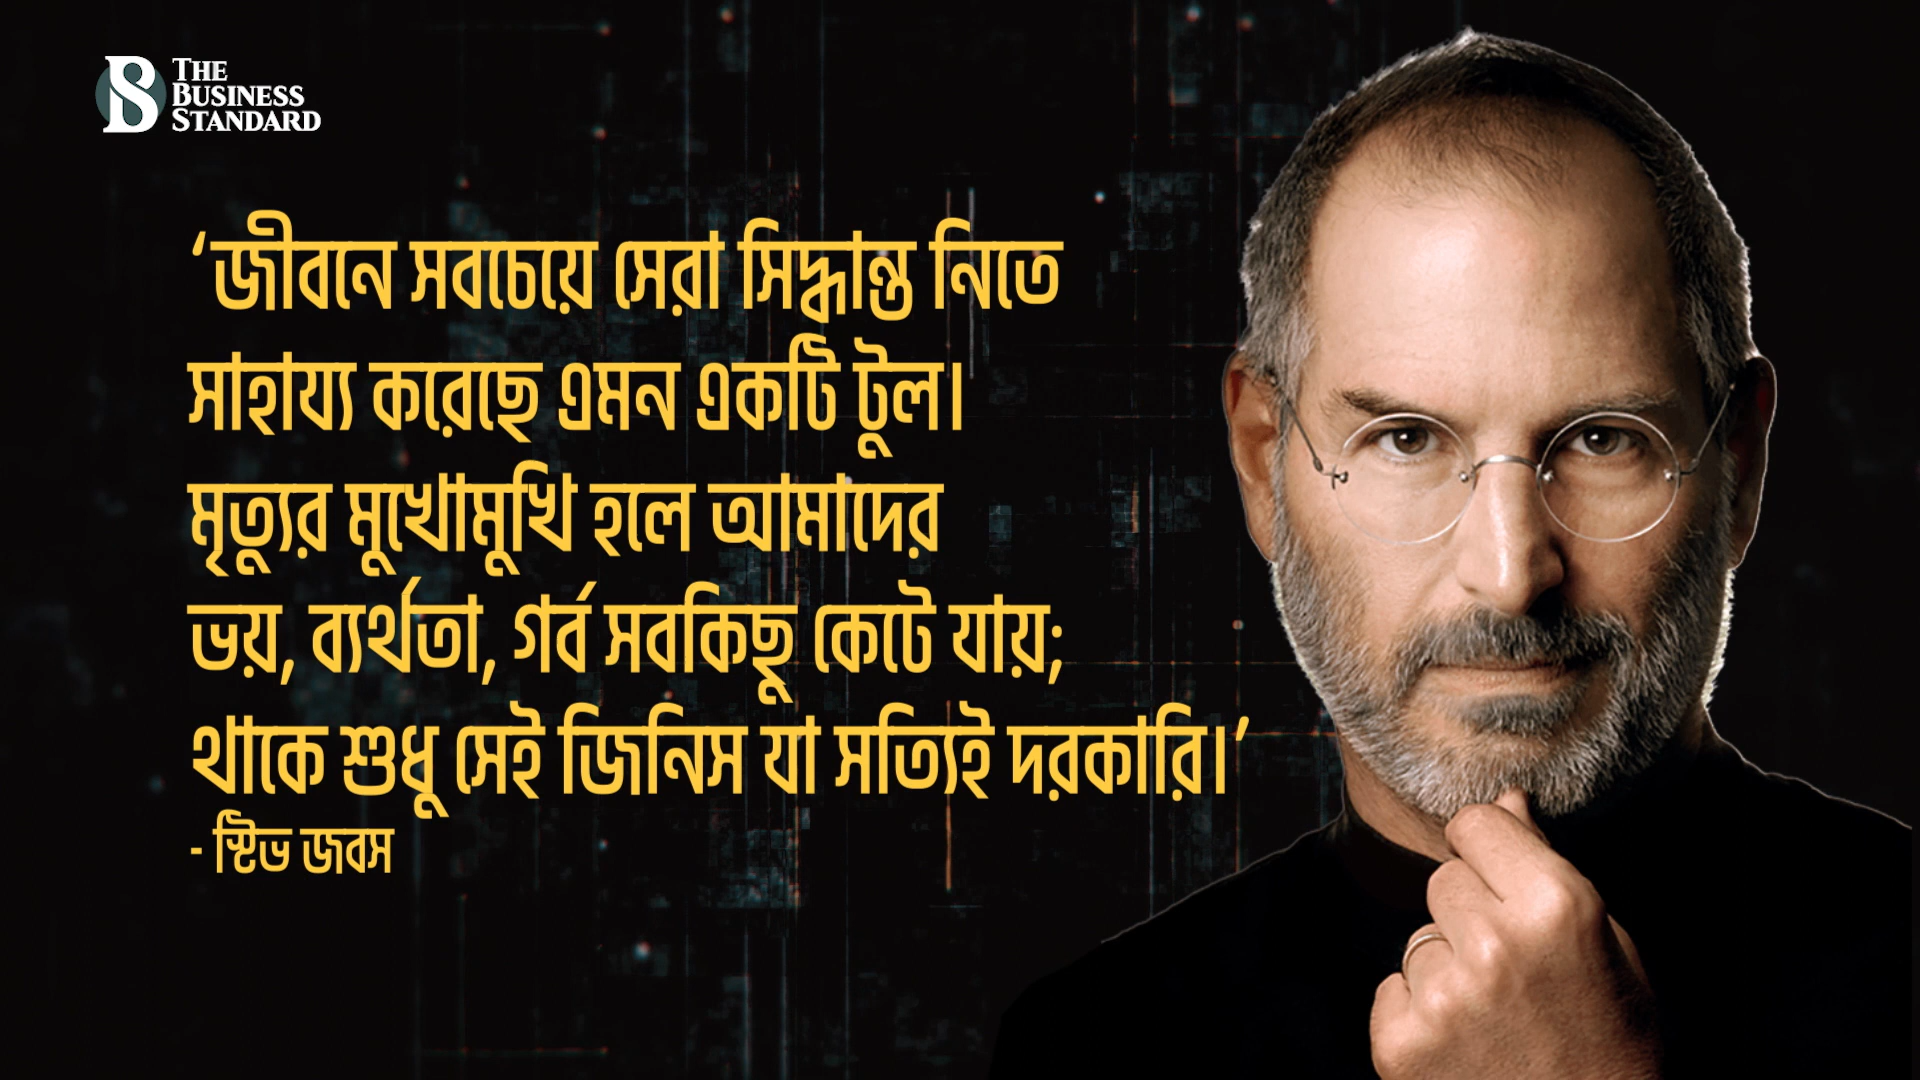 THE
BUSINESS
STANDARD
‘জীবনে সবচেয়ে সেরা সিদ্ধান্ত নিতে
সাহায্য করেছে এমন একটি টুল।
মৃত্যুর মুখোমুখি হলে আমাদের
ভয়, ব্যর্থতা, গর্ব সবকিছু কেটে যায়;
থাকে শুধু সেই জিনিস যা সত্যিই দরকারি।’
- স্টিভ জবস